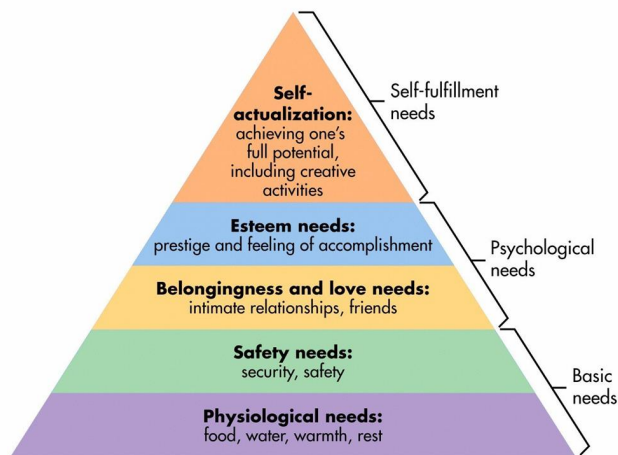 Self-
actualization:
achieving one's
full potential,
including creative
activities
Self-fulfillment
needs
Esteem needs:
prestige and feeling of accomplishment
Belongingness and love needs:
intimate relationships, friends
Psychological
needs
Safety needs:
security, safety
Physiological needs:
food, water, warmth, rest
Basic
needs